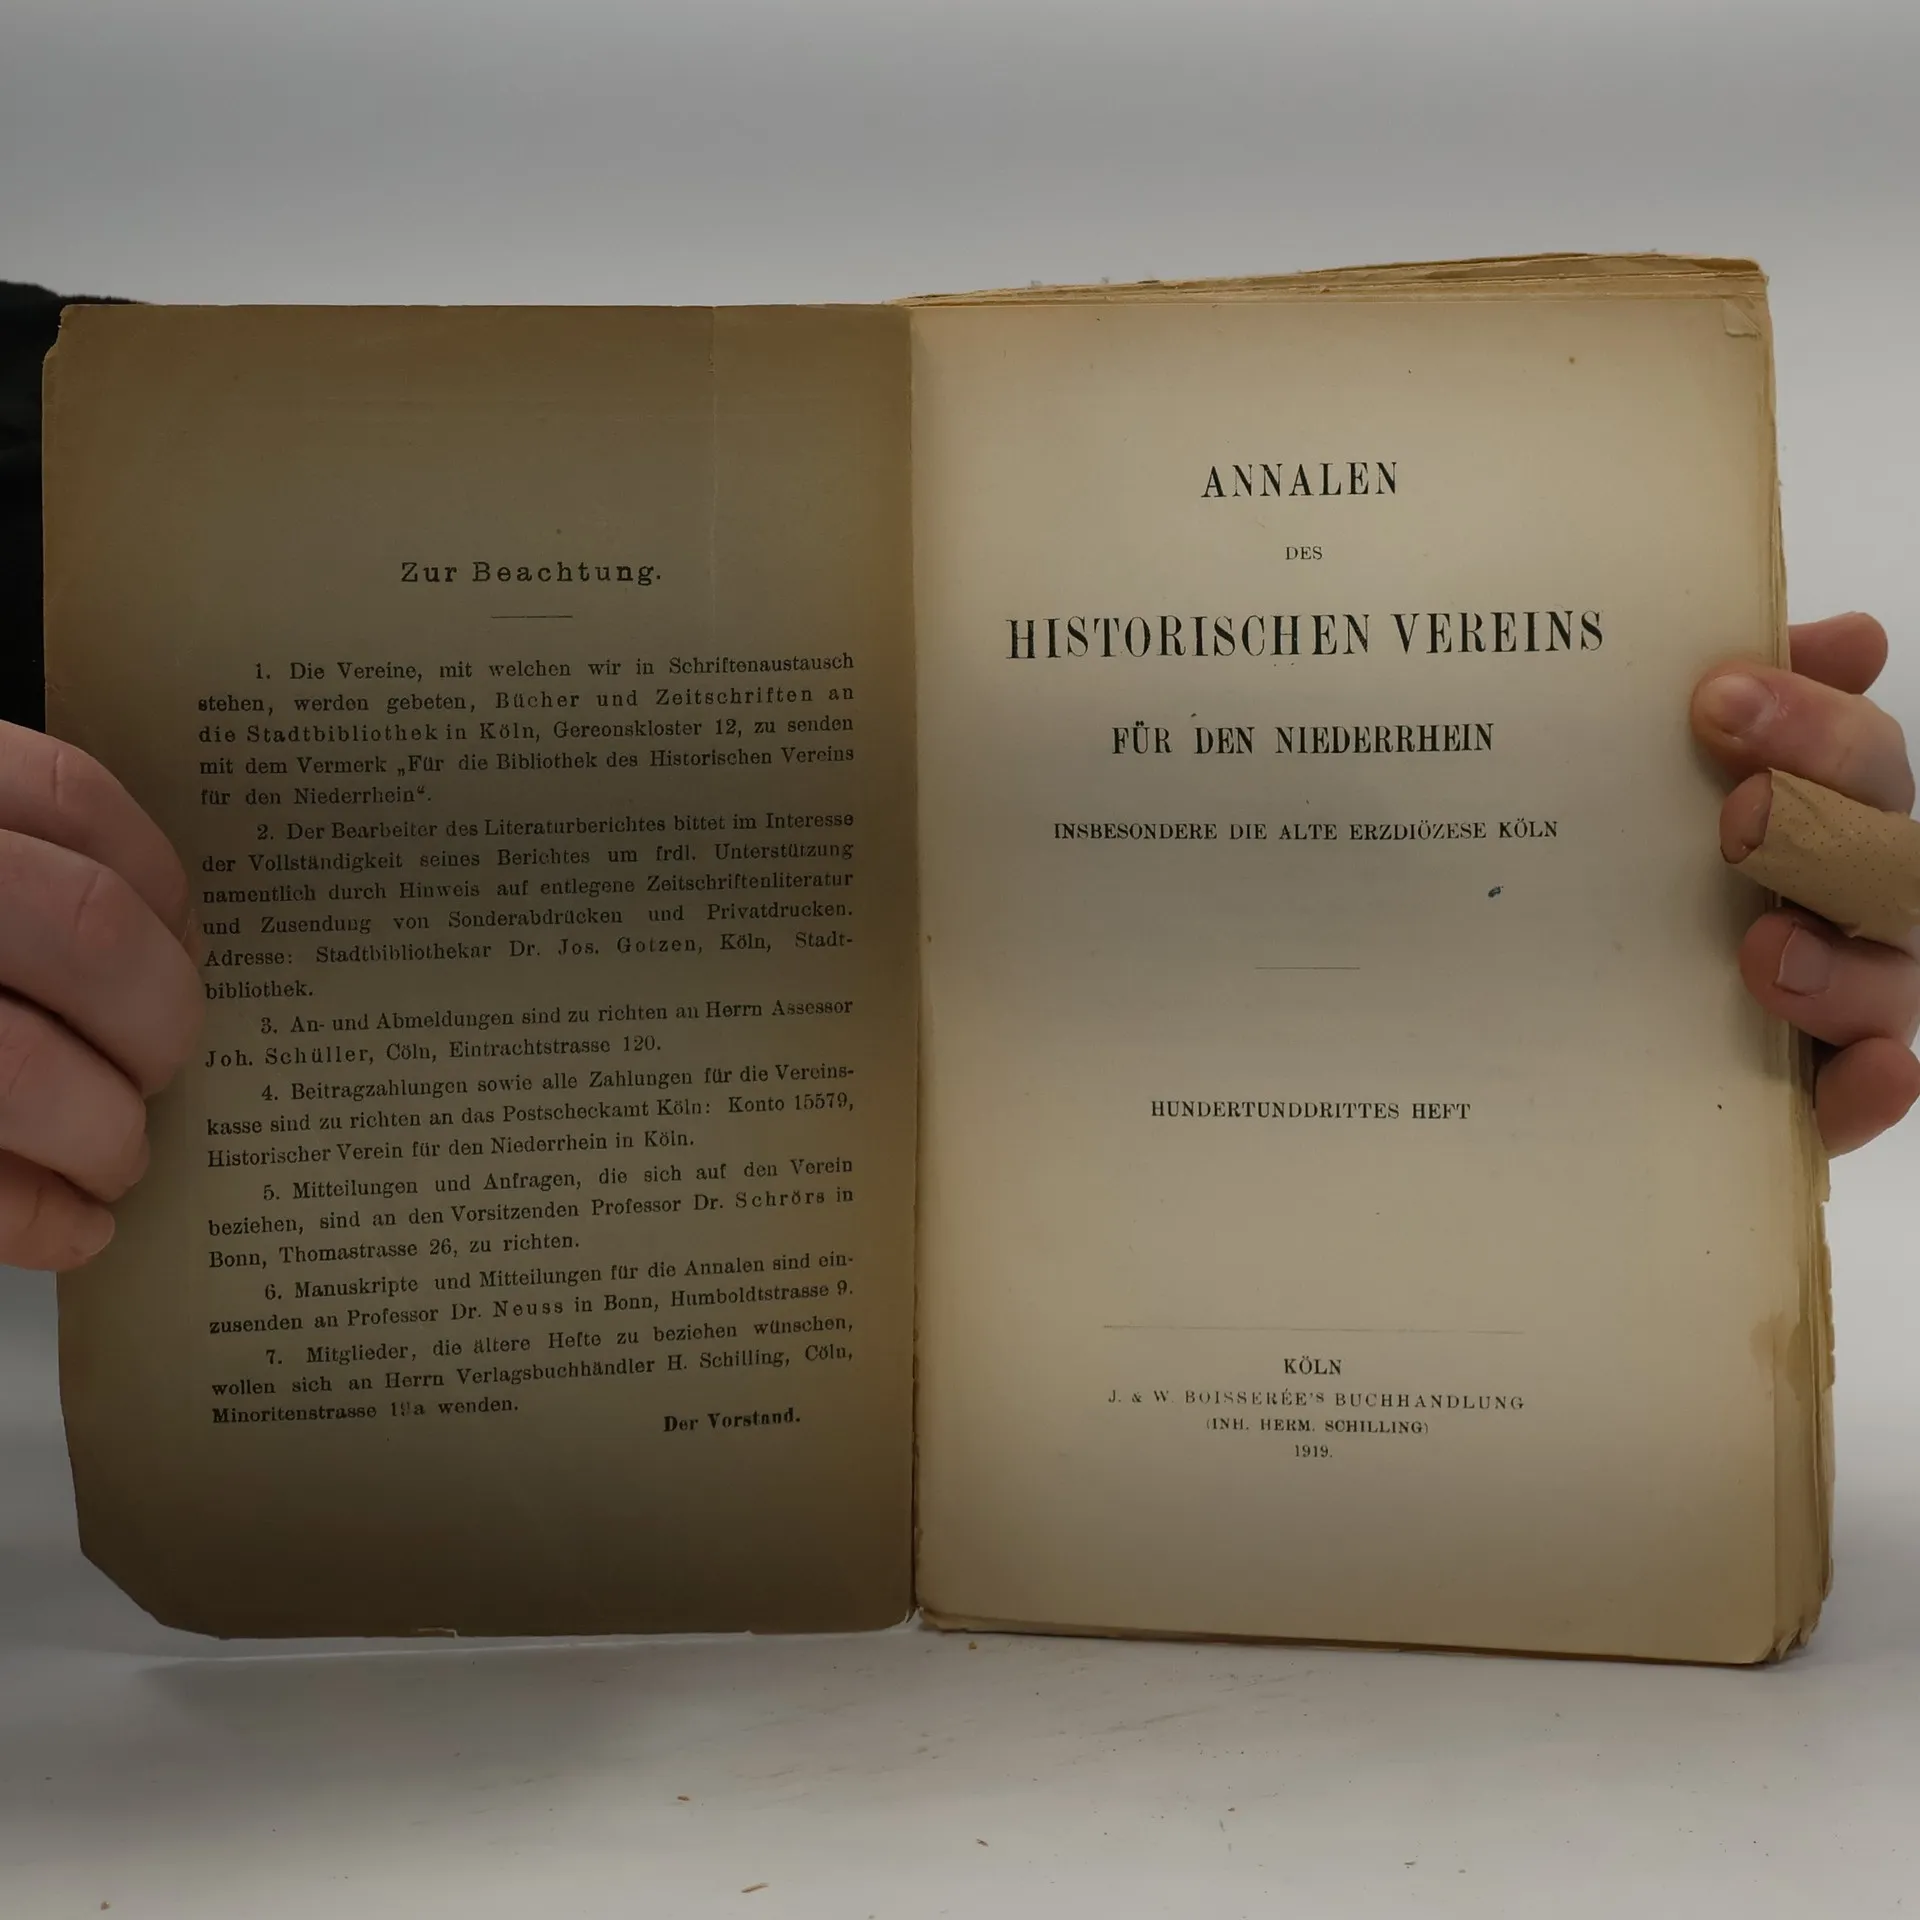 Zur Beachtung.
1. Die Vereine, mit welchen wir in Schriftenaustausch
stehen, werden gebeten, Bücher und Zeitschriften an
die Stadtbibliothek in Köln, Gereonskloster 12, zu senden
mit dem Vermerk „Für die Bibliothek des Historischen Vereins
für den Niederrhein“.
2. Der Bearbeiter des Literaturberichtes bittet im Interesse
der Vollständigkeit seines Berichtes um frdl. Unterstützung
namentlich durch Hinweis auf entlegene Zeitschriftenliteratur
und Zusendung von Sonderabdrücken und Privatdrucken.
Adresse: Stadtbibliothekar Dr. Jos. Gotzen, Köln, Stadt-
bibliothek.
3. An- und Abmeldungen sind zu richten an Herrn Assessor
Joh. Schüller, Cöln, Eintrachtstrasse 120.
4. Beitragzahlungen sowie alle Zahlungen für die Vereins-
kasse sind zu richten an das Postscheckamt Köln: Konto 15579,
Historischer Verein für den Niederrhein in Köln.
5. Mitteilungen und Anfragen, die sich auf den Verein
beziehen, sind an den Vorsitzenden Professor Dr. Schrörs in
Bonn, Thomastrasse 26, zu richten.
6. Manuskripte und Mitteilungen für die Annalen sind ein-
zusenden an Professor Dr. Neuss in Bonn, Humboldtstrasse 9.
7. Mitglieder, die ältere Hefte zu beziehen wünschen,
wollen sich an Herrn Verlagsbuchhändler H. Schilling, Cöln,
Minoritenstrasse 19a wenden.
Der Vorstand.
ANNALEN
DES
HISTORISCHEN VEREINS
FÜR DEN NIEDERRHEIN
INSBESONDERE DIE ALTE ERZDIÖZESE KÖLN
HUNDERTUNDDRITTES HEFT
KÖLN
J. & W. BOISSERÉE'S BUCHHANDLUNG
(INH. HERM. SCHILLING)
1919.